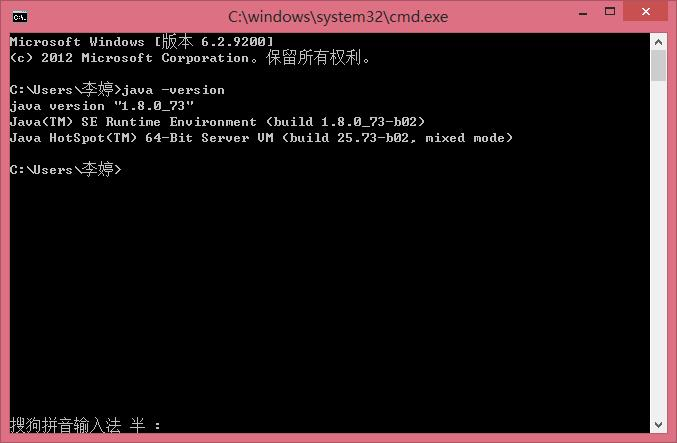 C:\windows\system32\cmd.exe
Microsoft Windows [版本 6.2.9200]
(c) 2012 Microsoft Corporation。保留所有权利。
C:\Users\李婷>java -version
java version "1.8.0_73"
Java(TM) SE Runtime Environment (build 1.8.0_73-b02)
Java HotSpot(TM) 64-Bit Server VM (build 25.73-b02, mixed mode)
C:\Users\李婷>
搜狗拼音输入法 半 :